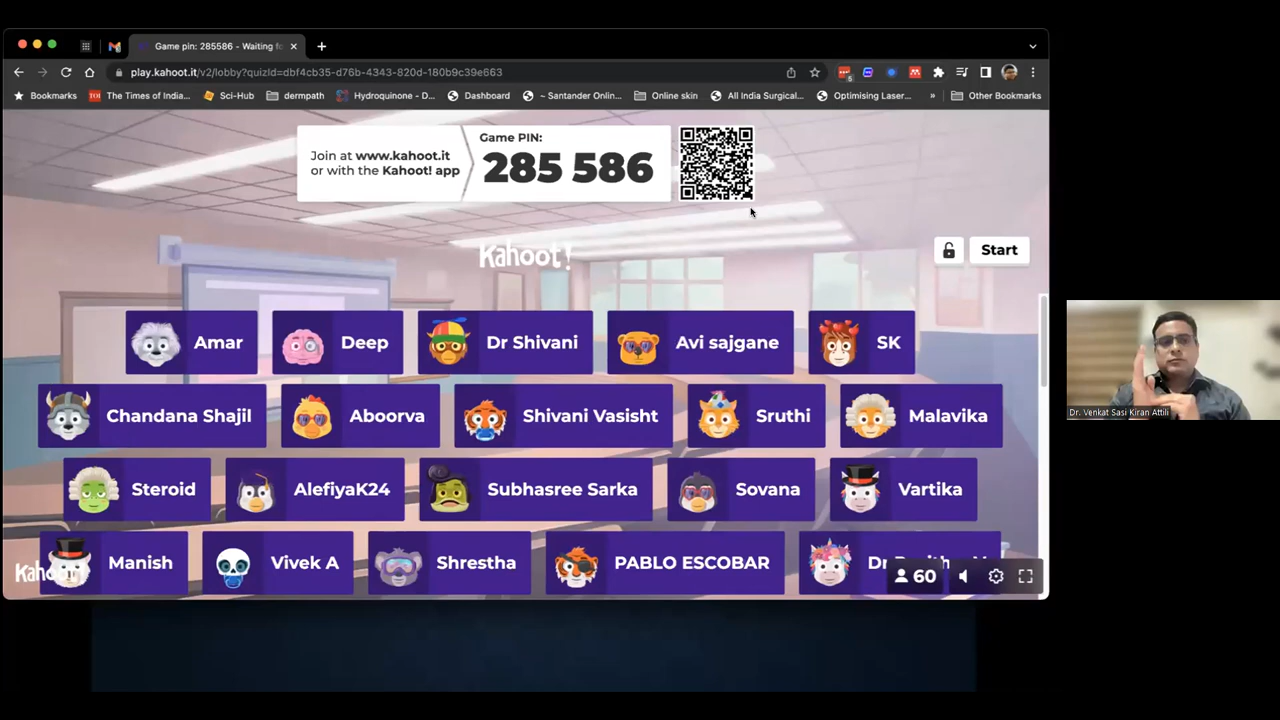 Game pin: 285586 - Waiting fo
play.kahoot.it/v2/lobby?quizId=dbf4cb35-d76b-4343-820d-180b9c39e663
Bookmarks TOI The Times of India... Sci-Hub dermpath Hydroquinone - D... Dashboard ~ Santander Onlin... Online skin All India Surgical... Optimising Laser... » Other Bookmarks
Join at www.kahoot.it
or with the Kahoot! app
Game PIN:
285 586
Kahoot!
Start
Amar Deep Dr Shivani Avi sajgane SK
Chandana Shajil Aboorva Shivani Vasisht Sruthi Malavika
Dr. Venkat Sasi Kiran Attili
Steroid AlefiyaK24 Subhasree Sarka Sovana Vartika
Manish Vivek A Shrestha PABLO ESCOBAR
Kahoot!
60